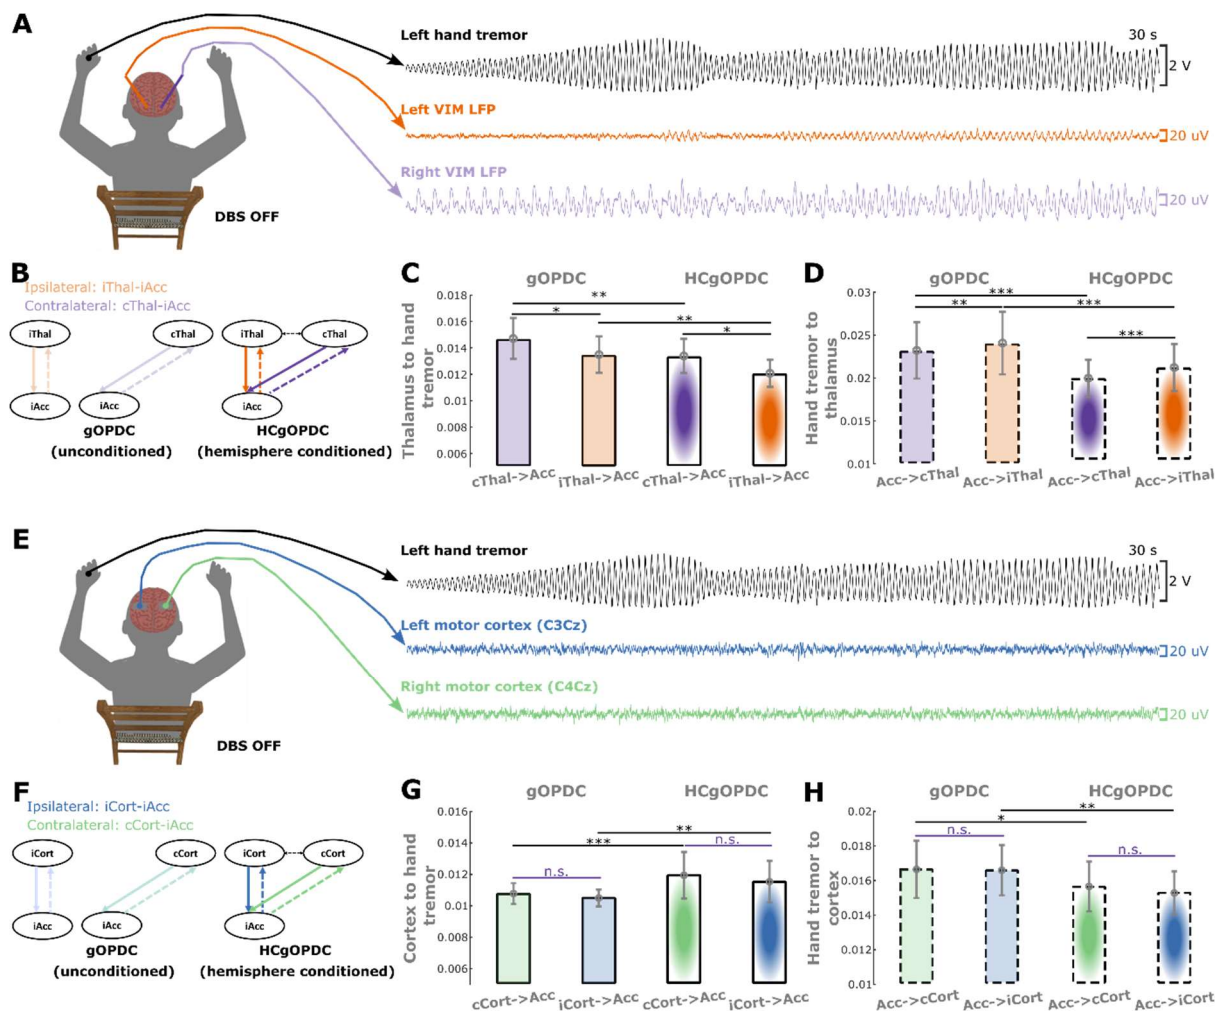 A
Left hand tremor
30 s
2 V
Left VIM LFP
20 uV
Right VIM LFP
20 uV
DBS OFF
B
Ipsilateral: iThal-iAcc
Contralateral: cThal-iAcc
iThal
cThal
iThal
cThal
iAcc
iAcc
iAcc
gOPDC
(unconditioned)
HCgOPDC
(hemisphere conditioned)
C
gOPDC
HCgOPDC
Thalamus to hand
tremor
0.018
0.016
0.014
0.012
0.01
0.008
0.006
**
*
**
*
cThal->Acc
iThal->Acc
cThal->Acc
iThal->Acc
D
gOPDC
HCgOPDC
Hand tremor to
thalamus
0.03
0.025
0.02
0.015
0.01
***
**
***
***
Acc->cThal
Acc->iThal
Acc->cThal
Acc->iThal
E
Left hand tremor
30 s
2 V
Left motor cortex (C3Cz)
20 uV
Right motor cortex (C4Cz)
20 uV
DBS OFF
F
Ipsilateral: iCort-iAcc
Contralateral: cCort-iAcc
iCort
cCort
iCort
cCort
iAcc
iAcc
iAcc
gOPDC
(unconditioned)
HCgOPDC
(hemisphere conditioned)
G
gOPDC
HCgOPDC
Cortex to hand
tremor
0.016
0.014
0.012
0.01
0.008
0.006
**
***
n.s.
n.s.
cCort->Acc
iCort->Acc
cCort->Acc
iCort->Acc
H
gOPDC
HCgOPDC
Hand tremor to
cortex
0.02
0.018
0.016
0.014
0.012
0.01
**
*
n.s.
n.s.
Acc->cCort
Acc->iCort
Acc->cCort
Acc->iCort